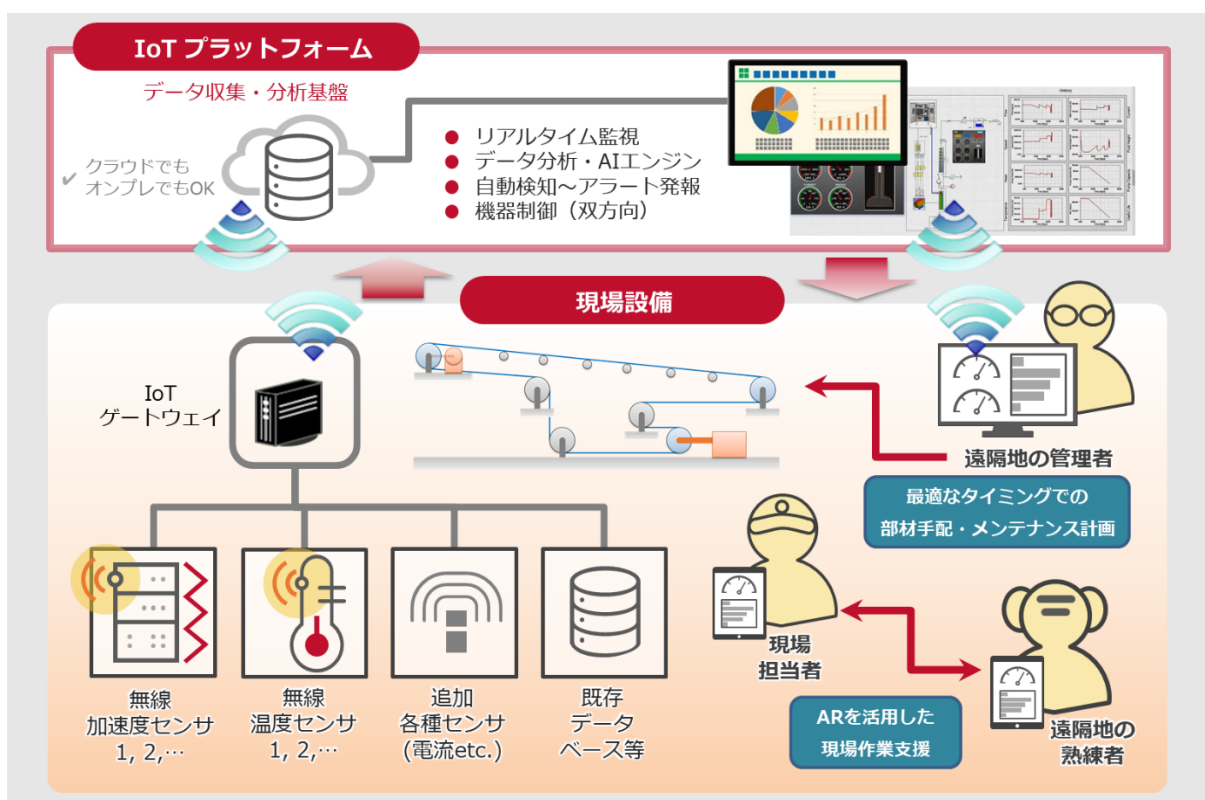 IoT プラットフォーム
データ収集・分析基盤
✓ クラウドでも
オンプレでもOK
● リアルタイム監視
● データ分析・AIエンジン
● 自動検知～アラート発報
● 機器制御（双方向）
History
現場設備
IoT
ゲートウェイ
遠隔地の管理者
最適なタイミングでの
部材手配・メンテナンス計画
無線
加速度センサ
1, 2,…
無線
温度センサ
1, 2,…
追加
各種センサ
(電流etc.)
既存
データ
ベース等
現場
担当者
ARを活用した
現場作業支援
遠隔地の
熟練者